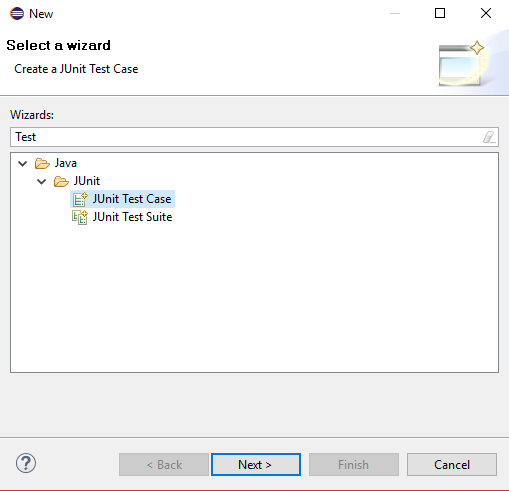 New
Select a wizard
Create a JUnit Test Case
Wizards:
Test
Java
JUnit
JUnit Test Case
JUnit Test Suite
? < Back Next > Finish Cancel